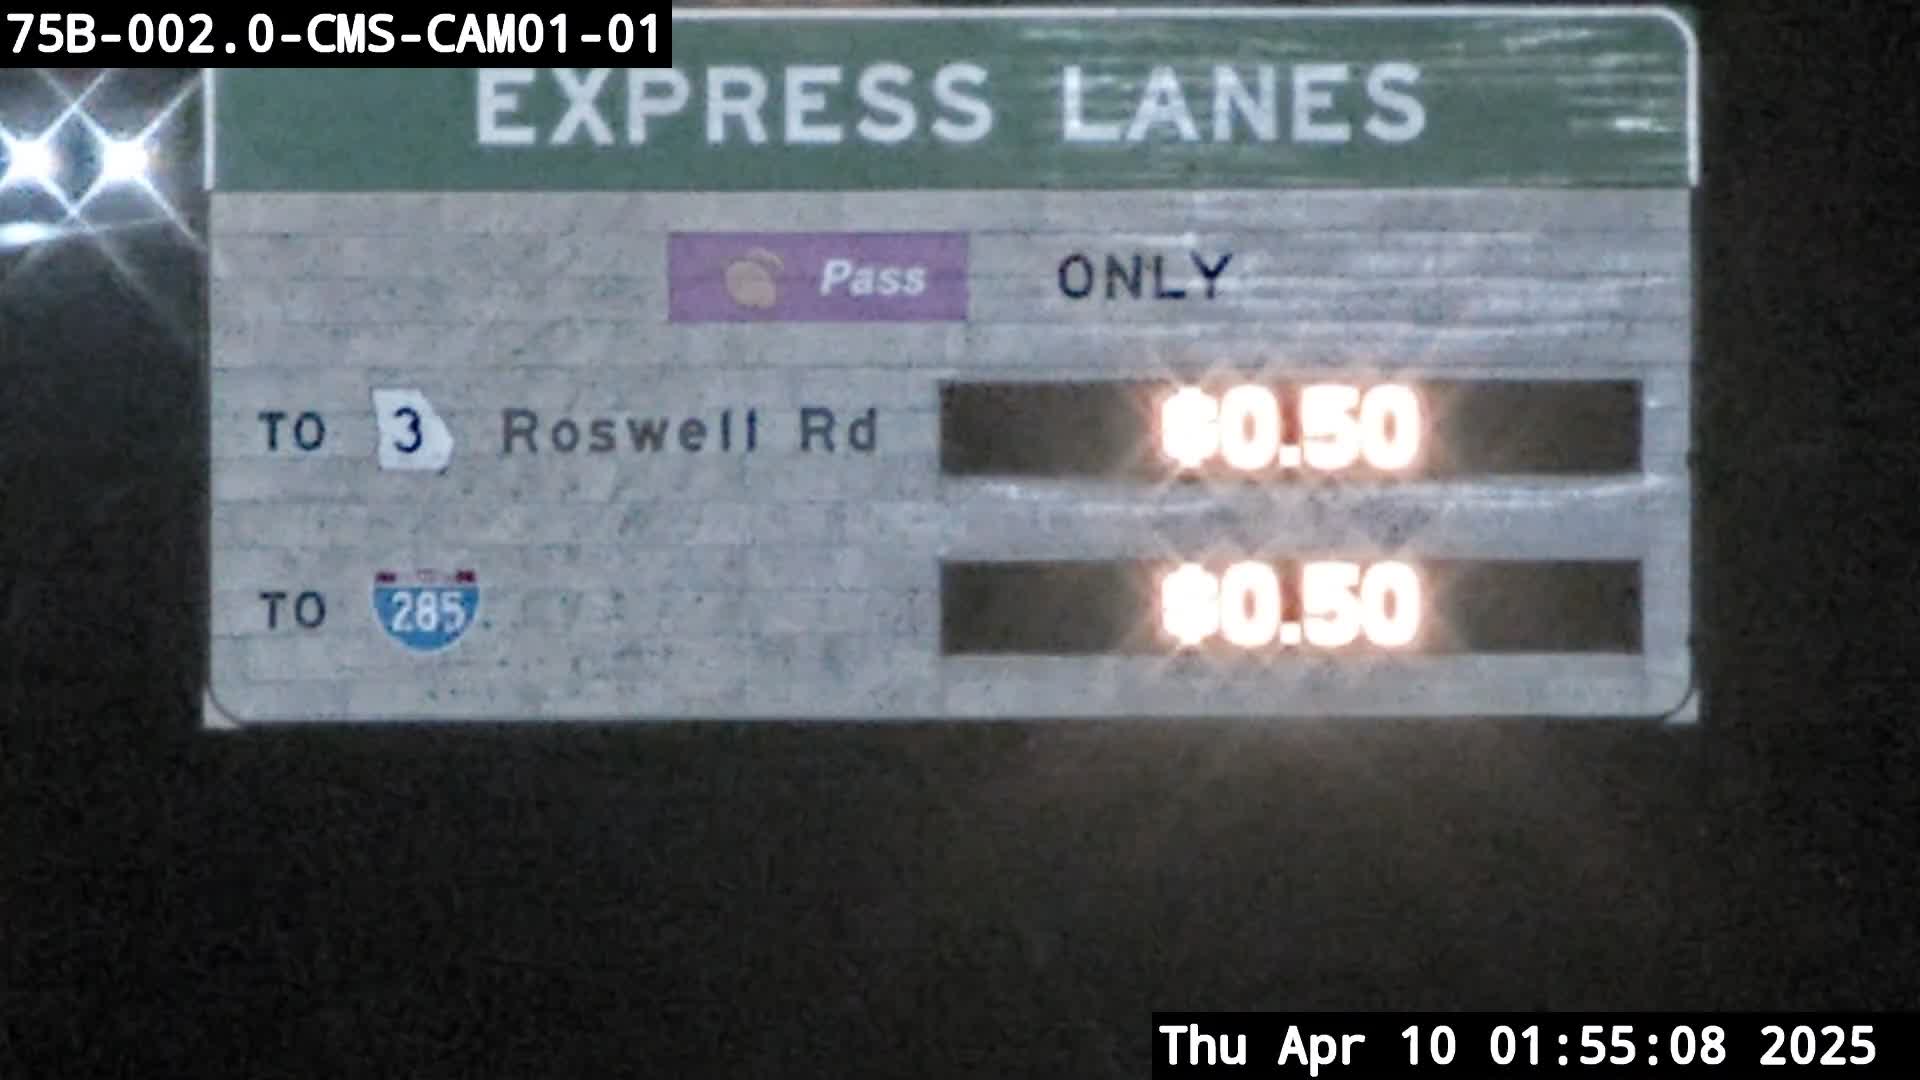 75B-002.0-CMS-CAM01-01
EXPRESS LANES
Pass ONLY
TO 3 Roswell Rd $0.50
TO 285 $0.50
Thu Apr 10 01:55:08 2025